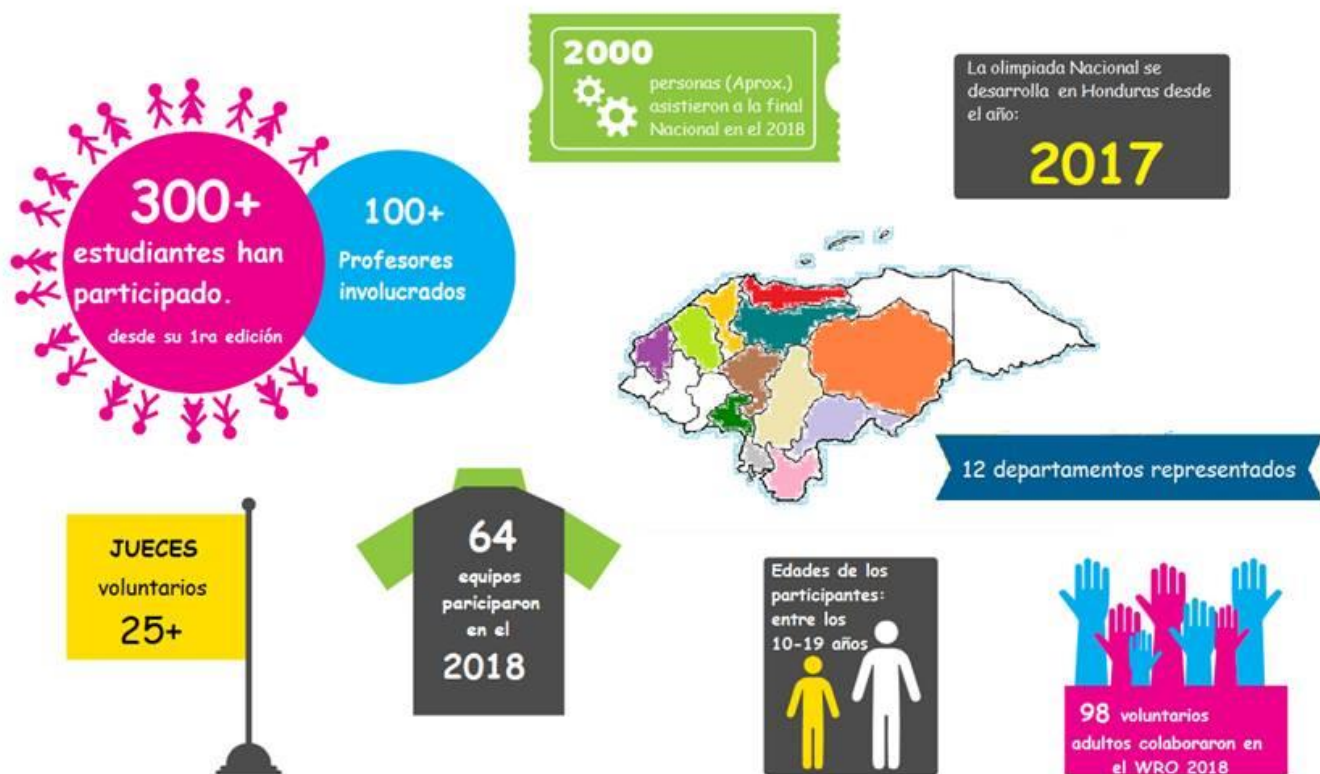 2000
personas (Aprox.)
asistieron a la final
Nacional en el 2018
La olimpiada Nacional se
desarrolla en Honduras desde
el año:
2017
300+
estudiantes han
participado.
desde su 1ra edición
100+
Profesores
involucrados
12 departamentos representados
JUECES
voluntarios
25+
64
equipos
pariciparon
en el
2018
Edades de los
participantes:
entre los
10-19 años
98 voluntarios
adultos colaboraron en
el WRO 2018